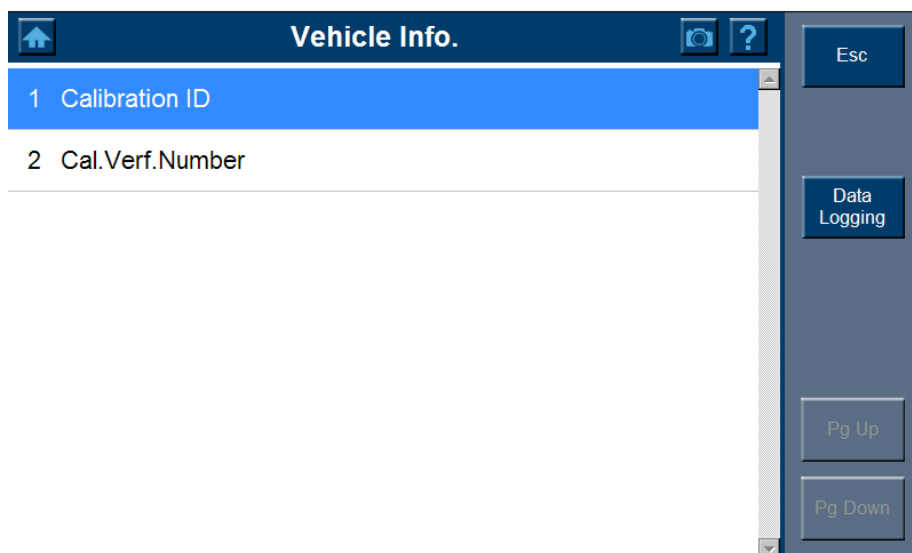 Vehicle Info.
?
Esc
1 Calibration ID
2 Cal.Verf.Number
Data
Logging
Pg Up
Pg Down